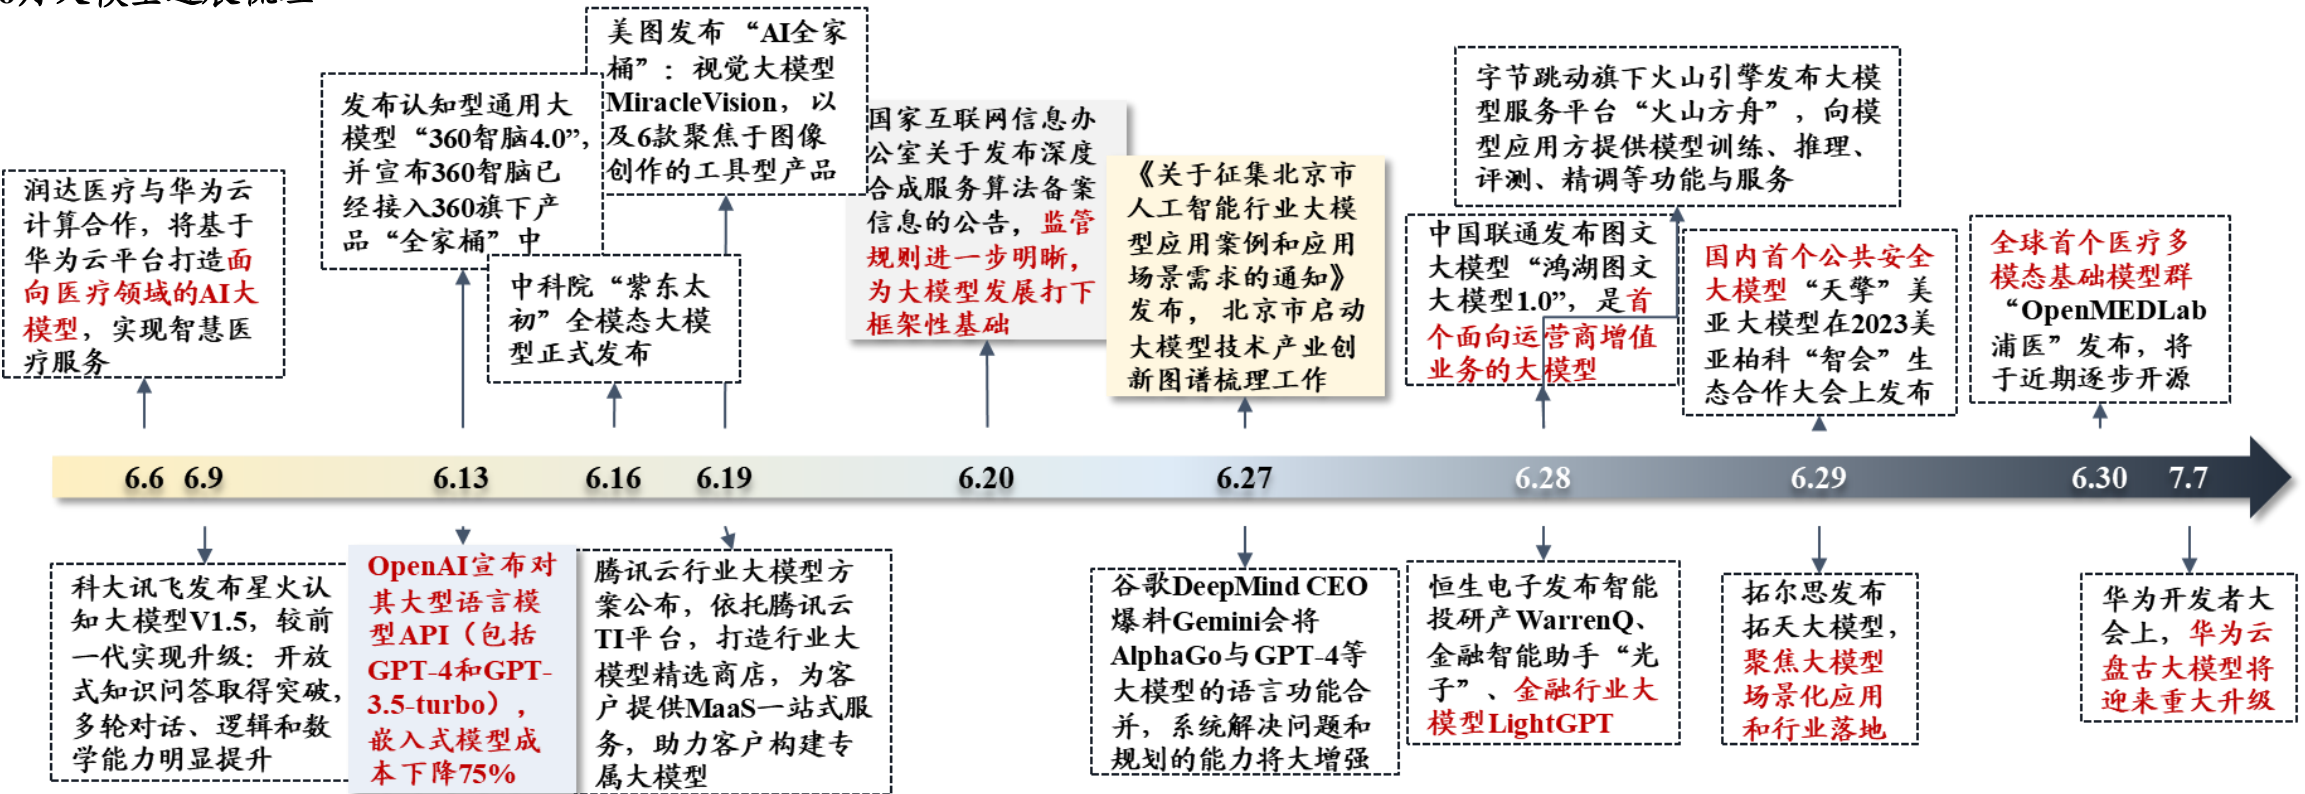 润达医疗与华为云
计算合作，将基于
华为云平台打造面
向医疗领域的AI大
模型，实现智慧医
疗服务
发布认知型通用大
模型“360智脑4.0”，
并宣布360智脑已
经接入360旗下产
品“全家桶”中
中科院“紫东太
初”全模态大模
型正式发布
美图发布 “AI全家
桶”：视觉大模型
MiracleVision，以
及6款聚焦于图像
创作的工具型产品
国家互联网信息办
公室关于发布深度
合成服务算法备案
信息的公告，监管
规则进一步明晰，
为大模型发展打下
框架性基础
《关于征集北京市
人工智能行业大模
型应用案例和应用
场景需求的通知》
发布，北京市启动
大模型技术产业创
新图谱梳理工作
字节跳动旗下火山引擎发布大模
型服务平台“火山方舟”，向模
型应用方提供模型训练、推理、
评测、精调等功能与服务
中国联通发布图文
大模型“鸿湖图文
大模型1.0”，是首
个面向运营商增值
业务的大模型
国内首个公共安全
大模型“天擎”美
亚大模型在2023美
亚柏科“智会”生
态合作大会上发布
全球首个医疗多
模态基础模型群
“OpenMEDLab
浦医”发布，将
于近期逐步开源
6.6 6.9 6.13 6.16 6.19 6.20 6.27 6.28 6.29 6.30 7.7
科大讯飞发布星火认
知大模型V1.5，较前
一代实现升级：开放
式知识问答取得突破，
多轮对话、逻辑和数
学能力明显提升
OpenAI宣布对
其大型语言模
型API（包括
GPT-4和GPT-
3.5-turbo），
嵌入式模型成
本下降75%
腾讯云行业大模型方
案公布，依托腾讯云
TI平台，打造行业大
模型精选商店，为客
户提供MaaS一站式服
务，助力客户构建专
属大模型
谷歌DeepMind CEO
爆料Gemini会将
AlphaGo与GPT-4等
大模型的语言功能合
并，系统解决问题和
规划的能力将大增强
恒生电子发布智能
投研产WarrenQ、
金融智能助手“光
子”、金融行业大
模型LightGPT
拓尔思发布
拓天大模型，
聚焦大模型
场景化应用
和行业落地
华为开发者大
会上，华为云
盘古大模型将
迎来重大升级